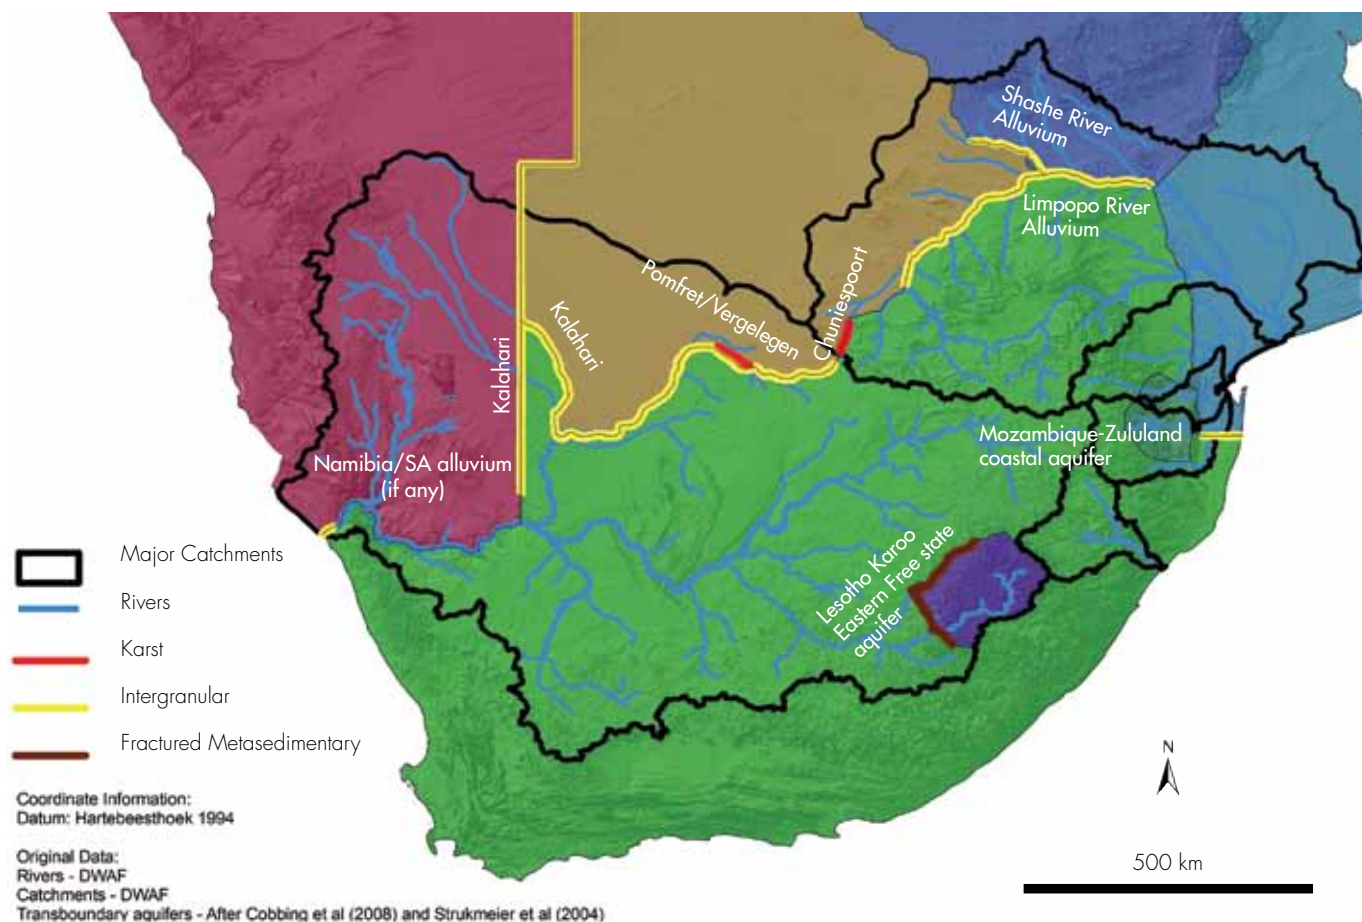 Shashe River
Alluvium
Limpopo River
Alluvium
Pomfret/Vergelegen
Chuniespoort
Kalahari
Kalahari
Mozambique-Zululand
coastal aquifer
Namibia/SA alluvium
(if any)
Lesotho Karoo
Eastern Free state
aquifer
Major Catchments
Rivers
Karst
Intergranular
Fractured Metasedimentary
N
500 km
Coordinate Information:
Datum: Hartebeesthoek 1994
Original Data:
Rivers - DWAF
Catchments - DWAF
Transboundary aquifers - After Cobbing et al (2008) and Strukmeier et al (2004)